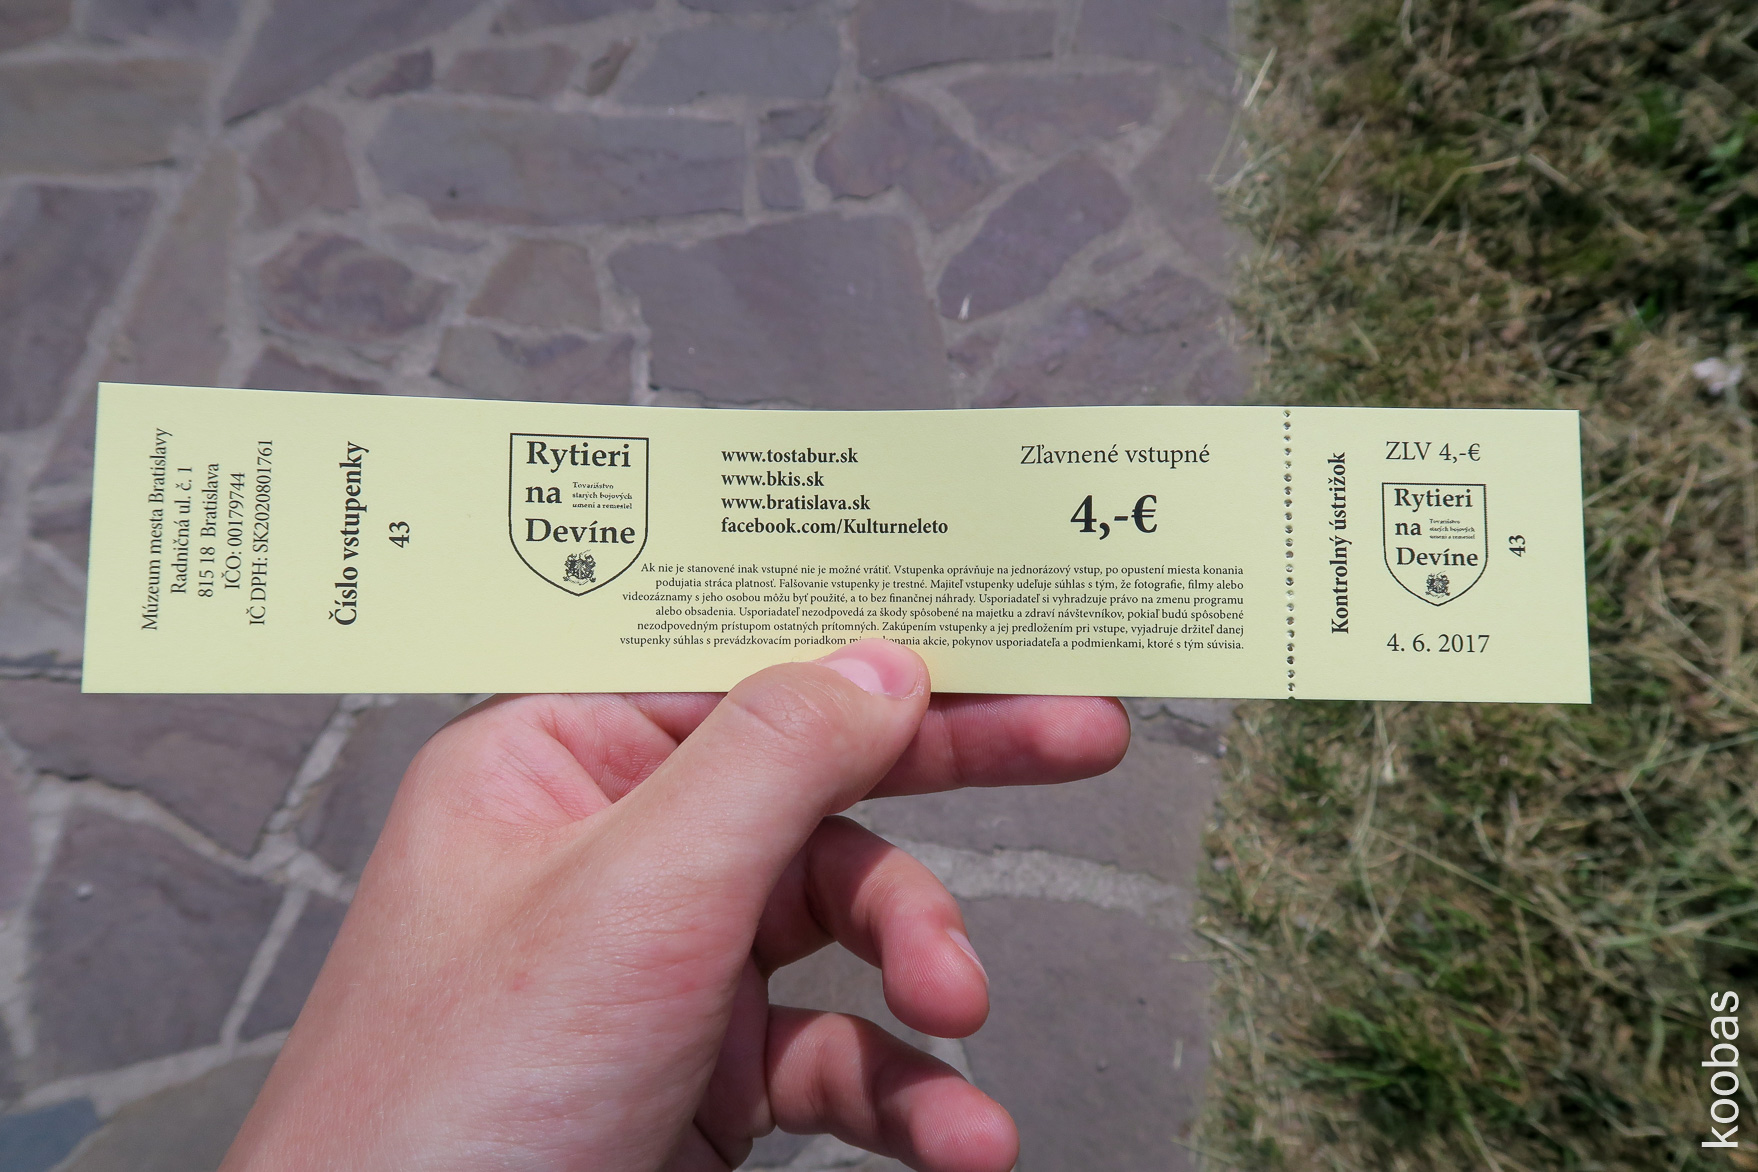 Múzeum mesta Bratislavy
Radničná ul. č. 1
815 18 Bratislava
IČO: 00179744
IČ DPH: SK2020801761
Číslo vstupenky
43
Rytieri
na
Tovarišstvo
starých bojových
umení a remesiel
Devíne
www.tostabur.sk
www.bkis.sk
www.bratislava.sk
facebook.com/Kulturneleto
Zľavnené vstupné
4,-€
Ak nie je stanovené inak vstupné nie je možné vrátiť. Vstupenka oprávňuje na jednorázový vstup, po opustení miesta konania
podujatia stráca platnosť. Falšovanie vstupenky je trestné. Majiteľ vstupenky udeľuje súhlas s tým, že fotografie, filmy alebo
videozáznamy s jeho osobou môžu byť použité, a to bez finančnej náhrady. Usporiadateľ si vyhradzuje právo na zmenu programu
alebo obsadenia. Usporiadateľ nezodpovedá za škody spôsobené na majetku a zdraví návštevníkov, pokiaľ budú spôsobené
nezodpovedným prístupom ostatných prítomných. Zakúpením vstupenky a jej predložením pri vstupe, vyjadruje držiteľ danej
vstupenky súhlas s prevádzkovacím poriadkom konania akcie, pokynov usporiadateľa a podmienkami, ktoré s tým súvisia.
Kontrolný ústrižok
ZLV 4,-€
Rytieri
na
Tovarišstvo
starých bojových
umení a remesiel
Devíne
4. 6. 2017
43
koobas